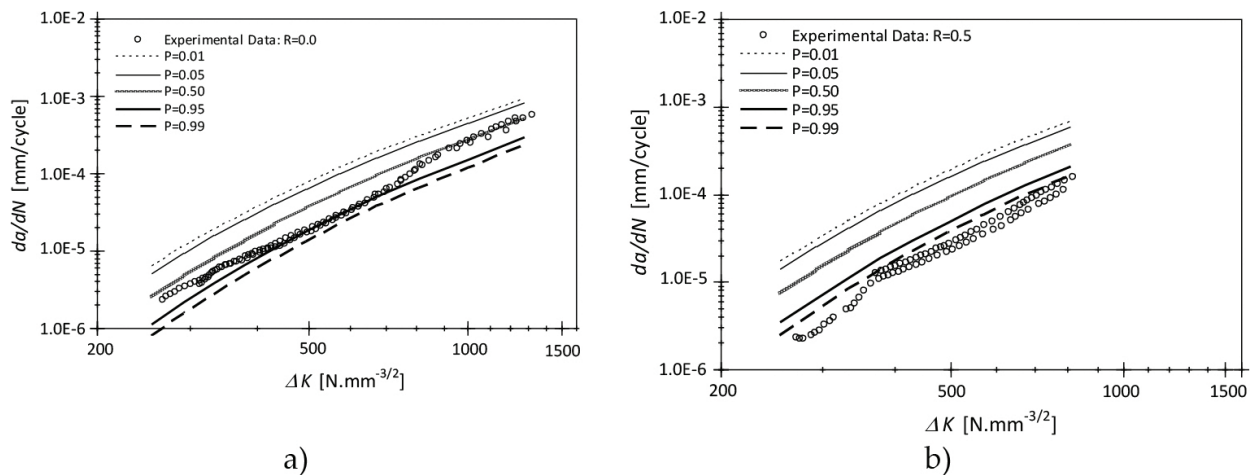 1.0E-2
Experimental Data: R=0.0
P=0.01
P=0.05
P=0.50
P=0.95
P=0.99
1.0E-3
1.0E-4
1.0E-5
1.0E-6
da/dN [mm/cycle]
200
500
1000
1500
ΔK [N.mm-3/2]
a)
1.0E-2
Experimental Data: R=0.5
P=0.01
P=0.05
P=0.50
P=0.95
P=0.99
1.0E-3
1.0E-4
1.0E-5
1.0E-6
da/dN [mm/cycle]
200
500
1000
1500
ΔK [N.mm-3/2]
b)